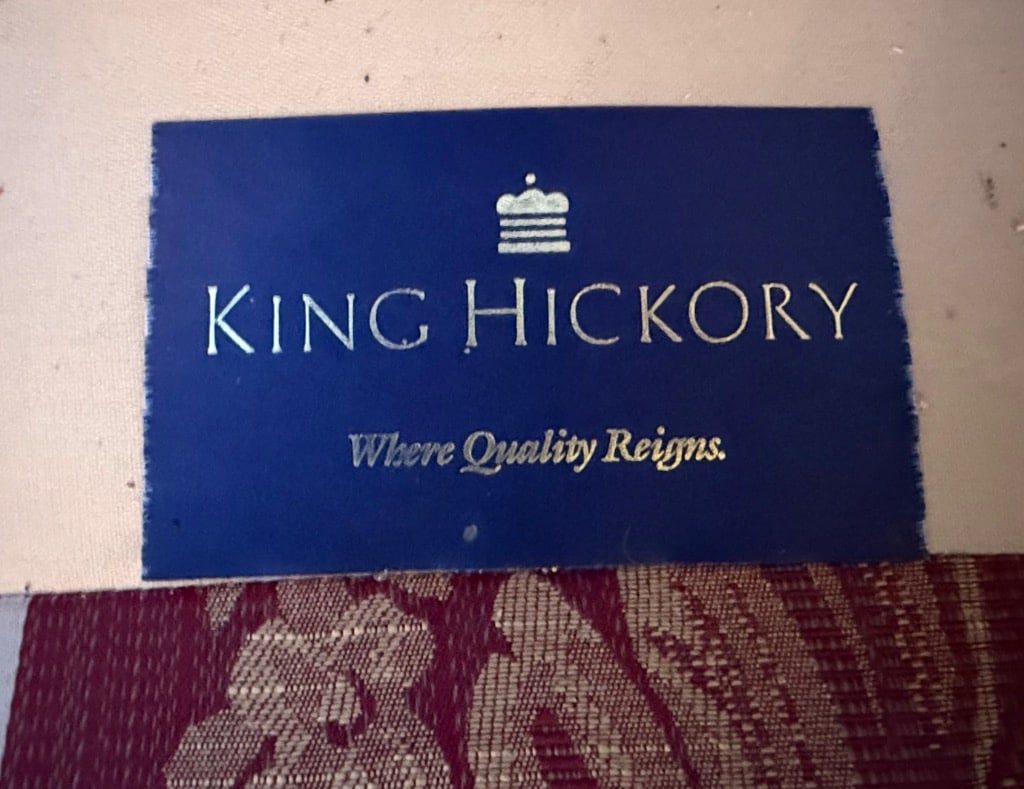 KING HICKORY
Where Quality Reigns.